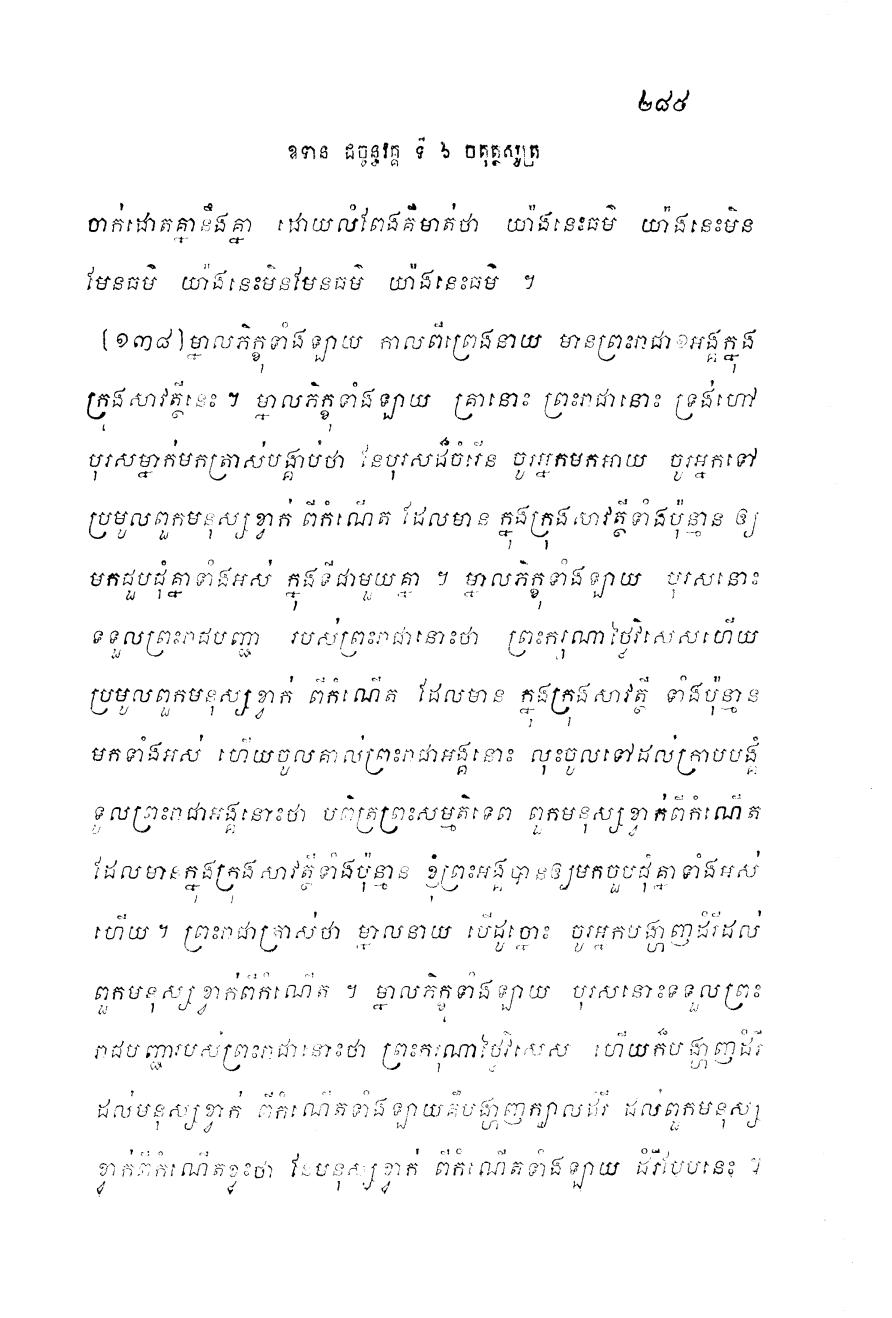 ២៨៥
ឧទាន ជច្ចន្ធវគ្គ ទី ៦ ចតុត្ថសូត្រ
ចាក់ដោតគ្នានឹងគ្នា ដោយលំពែងគឺមាត់ថា យ៉ាងនេះធម៌ យ៉ាងនេះមិន
មែនធម៌ យ៉ាងនេះមិនមែនធម៌ យ៉ាងនេះធម៌ ។
[១៣៨] ម្នាលភិក្ខុទាំងឡាយ កាលពីព្រេងនាយ មានព្រះរាជា១អង្គក្នុង
ក្រុងសាវត្ថីនេះ ។ ម្នាលភិក្ខុទាំងឡាយ គ្រានោះ ព្រះរាជានោះ ទ្រង់ហៅ
បុរសម្នាក់មកត្រាស់បង្គាប់ថា នែបុរសដ៏ចំរើន ចូរអ្នកមកអាយ ចូរអ្នកទៅ
ប្រមូលពួកមនុស្សខ្វាក់ ពីកំណើត ដែលមាន ក្នុងក្រុងសាវត្ថីទាំងប៉ុន្មាន ឲ្យ
មកជួបជុំគ្នាទាំងអស់ ក្នុងទីជាមួយគ្នា ។ ម្នាលភិក្ខុទាំងឡាយ បុរសនោះ
ទទួលព្រះរាជបញ្ជា របស់ព្រះរាជានោះថា ព្រះករុណាថ្លៃវិសេសហើយ
ប្រមូលពួកមនុស្សខ្វាក់ ពីកំណើត ដែលមាន ក្នុងក្រុងសាវត្ថី ទាំងប៉ុន្មាន
មកទាំងអស់ ហើយចូលគាល់ព្រះរាជាអង្គនោះ លុះចូលទៅដល់ក្រាបបង្គំ
ទូលព្រះរាជាអង្គនោះថា បពិត្រព្រះសម្មតិទេព ពួកមនុស្សខ្វាក់ពីកំណើត
ដែលមានក្នុងក្រុងសាវត្ថីទាំងប៉ុន្មាន ខ្ញុំព្រះអង្គបានឲ្យមកជួបជុំគ្នាទាំងអស់
ហើយ ។ ព្រះរាជាត្រាស់ថា ម្នាលនាយ បើដូច្នោះ ចូរអ្នកបង្ហាញដំរីដល់
ពួកមនុស្សខ្វាក់ពីកំណើត ។ ម្នាលភិក្ខុទាំងឡាយ បុរសនោះទទួលព្រះ
រាជបញ្ជារបស់ព្រះរាជានោះថា ព្រះករុណាថ្លៃវិសេស ហើយក៏បង្ហាញដំរី
ដល់មនុស្សខ្វាក់ ពីកំណើតទាំងឡាយគឺបង្ហាញក្បាលដំរី ដល់ពួកមនុស្ស
ខ្វាក់ពីកំណើតខ្លះថា នែមនុស្សខ្វាក់ ពីកំណើតទាំងឡាយ ដំរីបែបនេះ ។